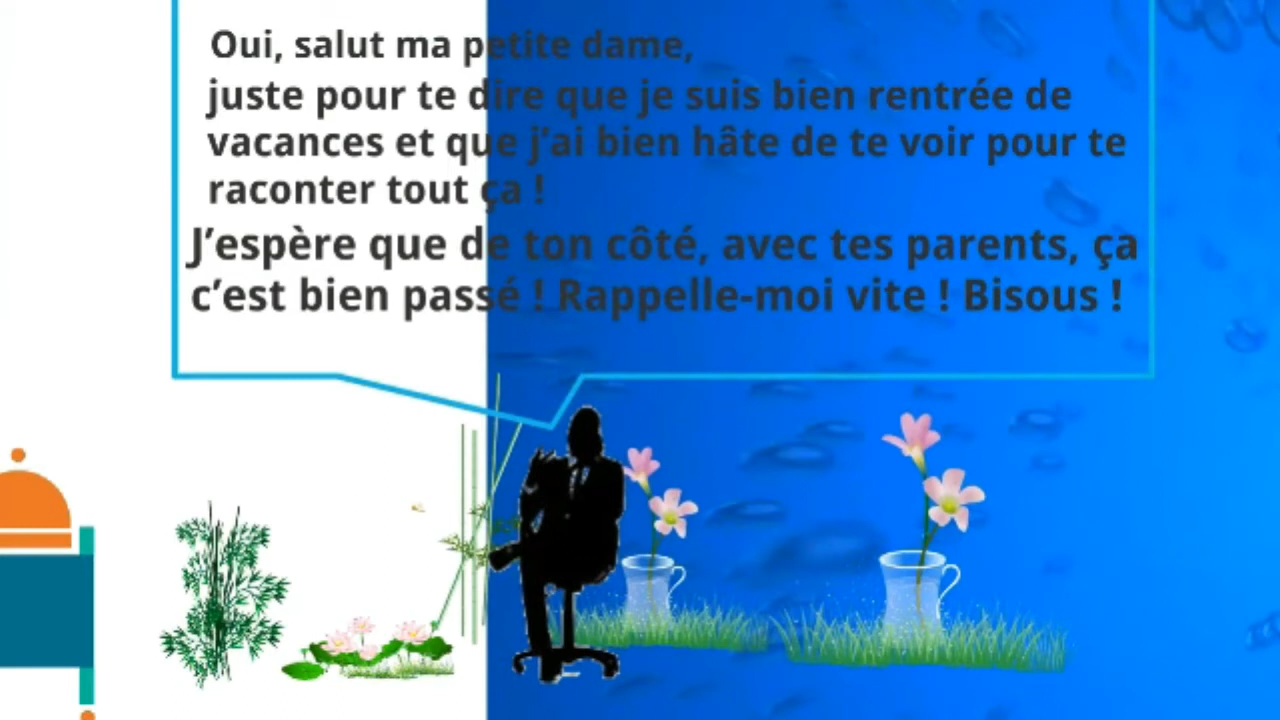 Oui, salut ma petite dame,
juste pour te dire que je suis bien rentrée de
vacances et que j’ai bien hâte de te voir pour te
raconter tout ça !
J’espère que de ton côté, avec tes parents, ça
c’est bien passé ! Rappelle-moi vite ! Bisous !